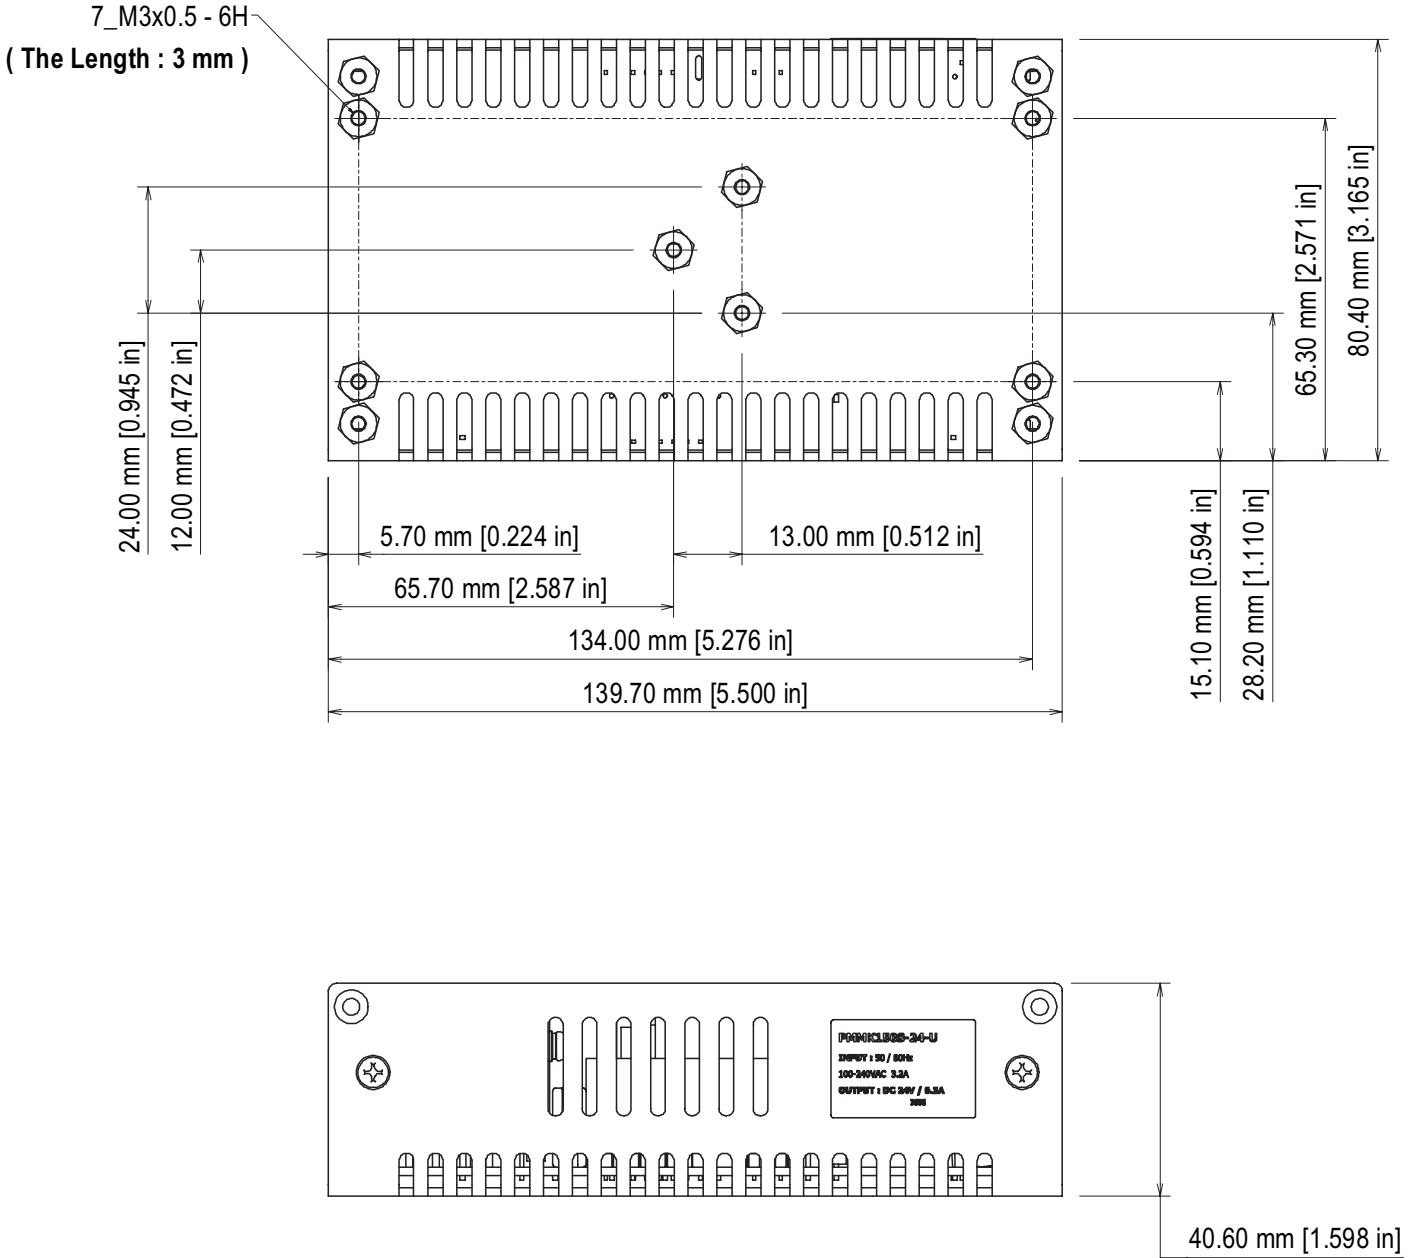 7_M3x0.5 - 6H
( The Length : 3 mm )
24.00 mm [0.945 in]
12.00 mm [0.472 in]
65.30 mm [2.571 in]
80.40 mm [3.165 in]
5.70 mm [0.224 in]
13.00 mm [0.512 in]
65.70 mm [2.587 in]
134.00 mm [5.276 in]
139.70 mm [5.500 in]
15.10 mm [0.594 in]
28.20 mm [1.110 in]
INPUT : 50 / 60Hz
100-240VAC 3.2A
OUTPUT : DC 24V /
40.60 mm [1.598 in]